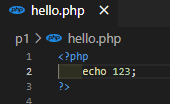 hello.php
p1 > hello.php
1 <?php
2 echo 123;
3 ?>